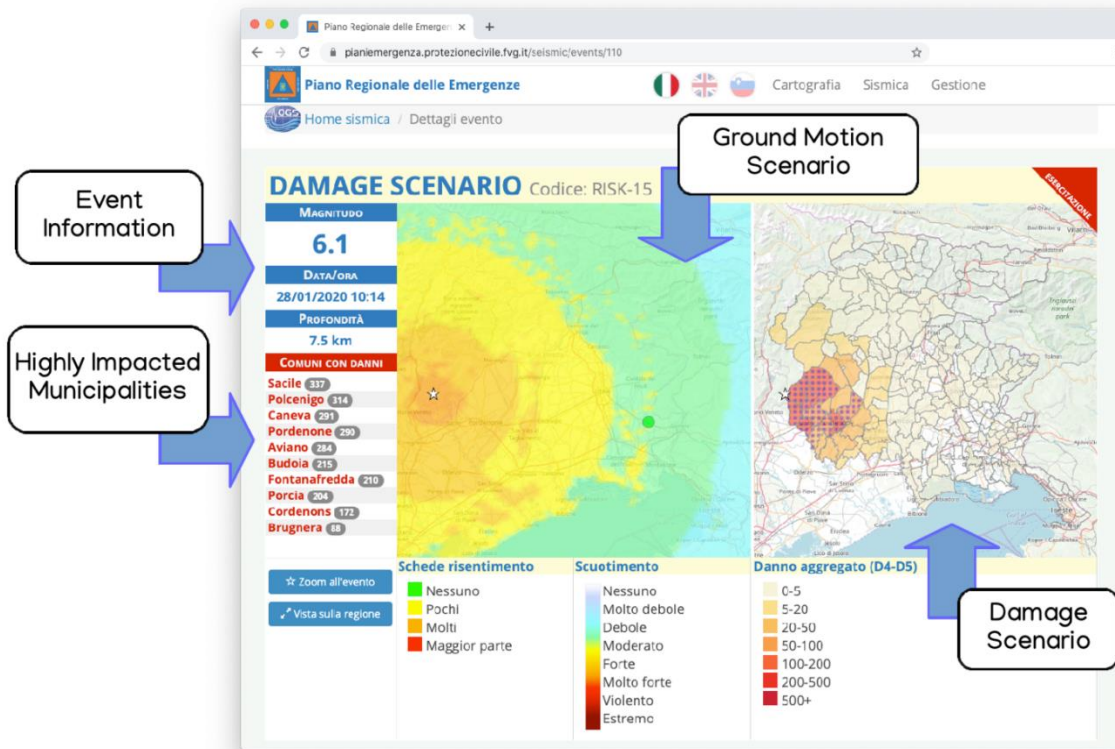 Piano Regionale delle Emergen
pianiemergenza.protezionecivile.fvg.it/seismic/events/110
Piano Regionale delle Emergenze
Cartografia Sismica Gestione
OGS
Home sismica / Dettagli evento
Ground Motion
Scenario
Event
Information
Highly Impacted
Municipalities
Damage
Scenario
DAMAGE SCENARIO Codice: RISK-15
ESERCITAZIONE
MAGNITUDO
6.1
DATA/ORA
28/01/2020 10:14
PROFONDITÀ
7.5 km
COMUNI CON DANNI
Sacile 337
Polcenigo 314
Caneva 291
Pordenone 290
Aviano 284
Budoia 215
Fontanafredda 210
Porcia 204
Cordenons 172
Brugnera 88
Zoom all'evento
Vista sulla regione
Schede risentimento
Nessuno
Pochi
Molti
Maggior parte
Scuotimento
Nessuno
Molto debole
Debole
Moderato
Forte
Molto forte
Violento
Estremo
Danno aggregato (D4-D5)
0-5
5-20
20-50
50-100
100-200
200-500
500+